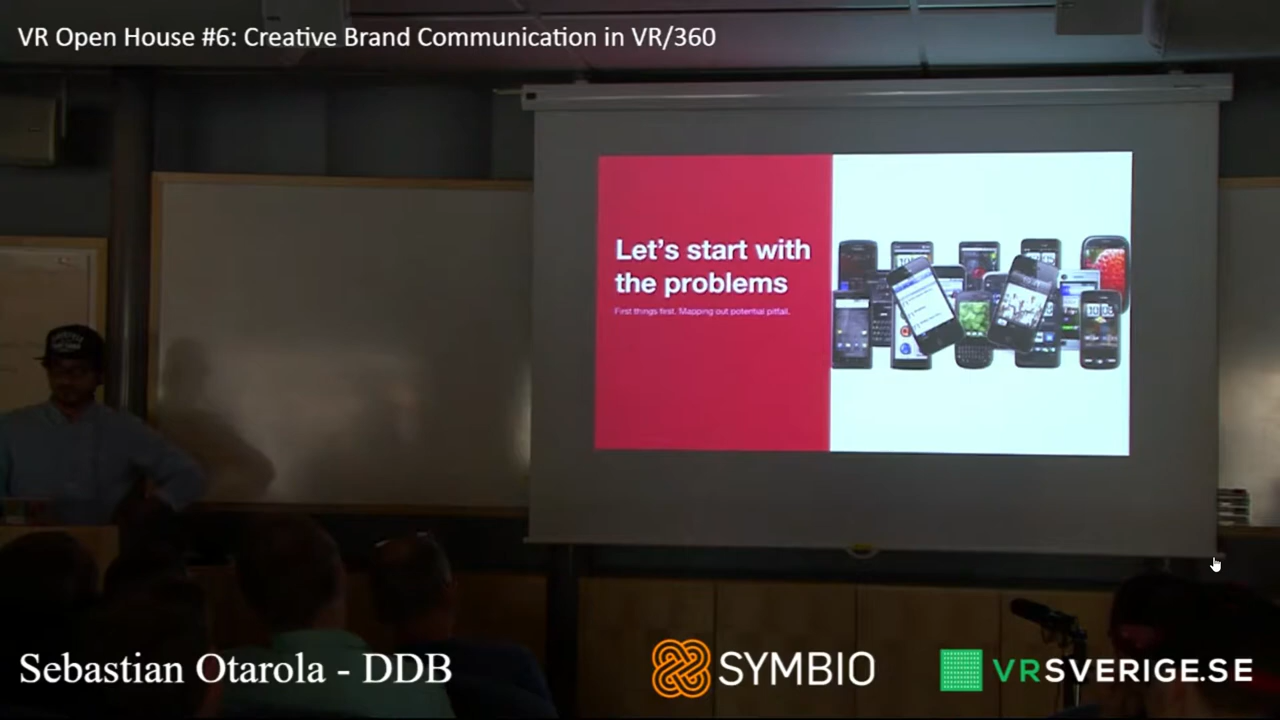 VR Open House #6: Creative Brand Communication in VR/360
Let's start with
the problems
First things first. Mapping out potential pitfall.
Sebastian Otarola - DDB
SYMBIO
VRSVERIGE.SE